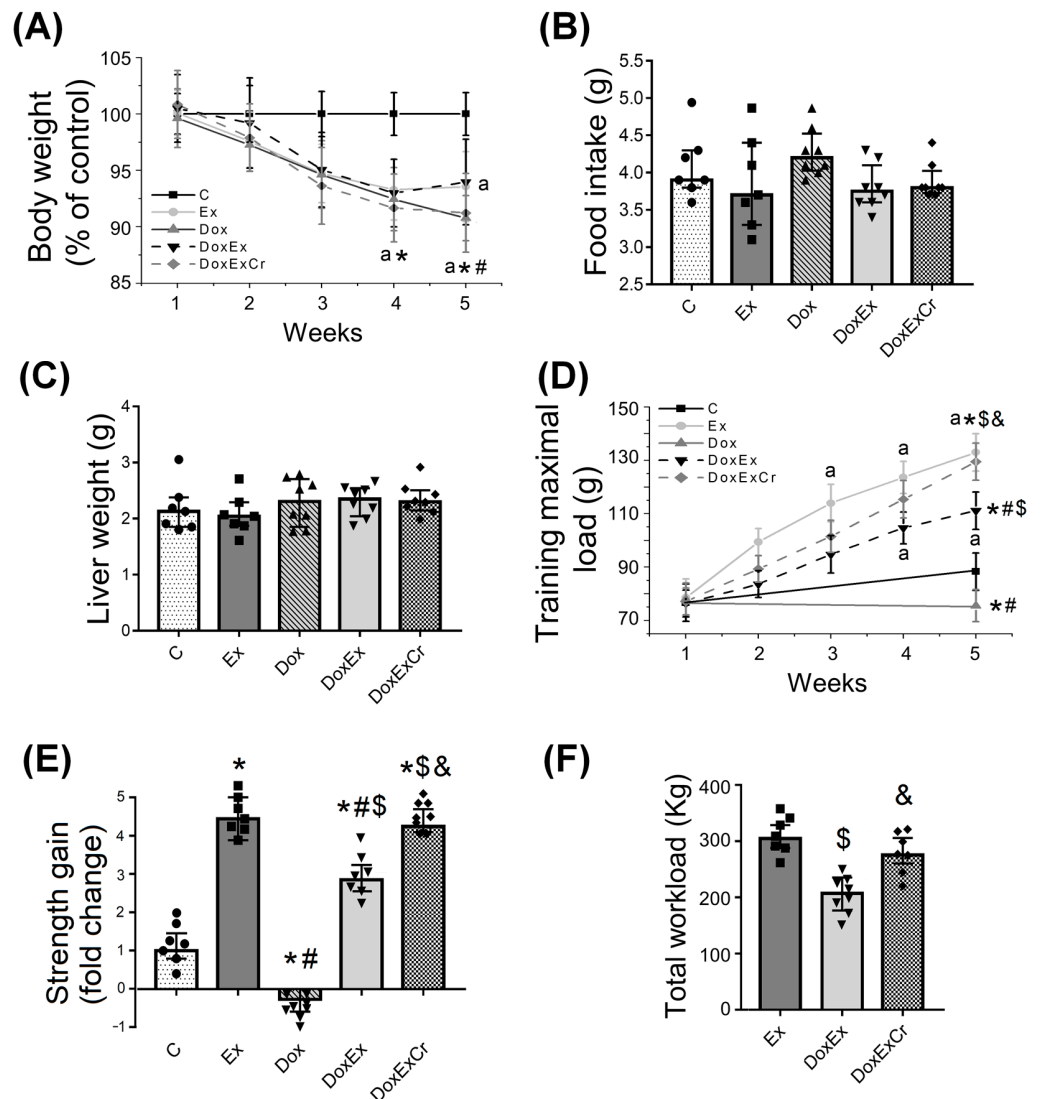 (A)
Body weight
(% of control)
105
100
95
90
85
C
Ex
Dox
DoxEx
DoxExCr
a
a*
a*#
1 2 3 4 5
Weeks
(B)
Food intake (g)
5.5
5.0
4.5
4.0
3.5
3.0
2.5
C Ex Dox DoxEx DoxExCr
(C)
Liver weight (g)
4
3
2
1
0
C Ex Dox DoxEx DoxExCr
(D)
Training maximal
load (g)
150
130
110
90
70
C
Ex
Dox
DoxEx
DoxExCr
a*$&
a a
*#$
a a
*#
1 2 3 4 5
Weeks
(E)
Strength gain
(fold change)
5
4
3
2
1
0
-1
*
*#
*#$
*$&
C Ex Dox DoxEx DoxExCr
(F)
Total workload (Kg)
400
300
200
100
0
$
&
Ex DoxEx DoxExCr